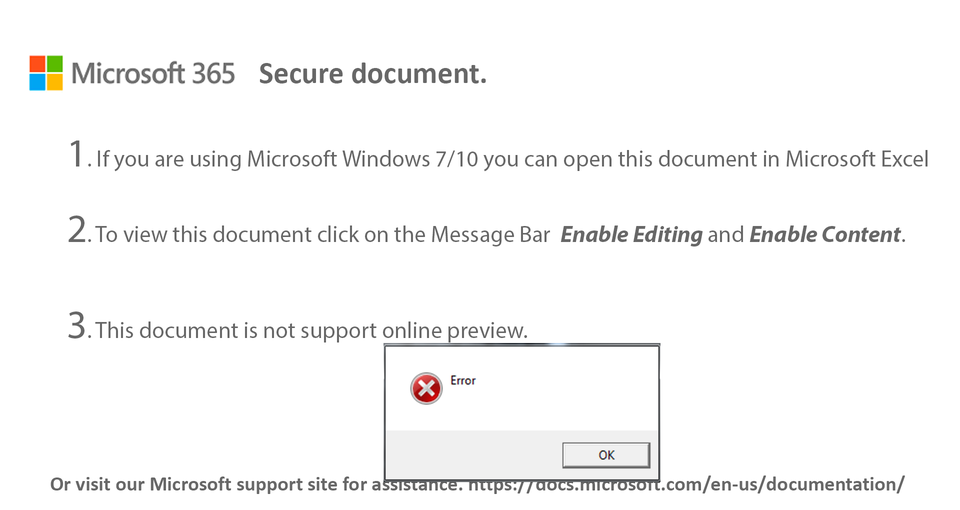 Microsoft 365 Secure document.
1. If you are using Microsoft Windows 7/10 you can open this document in Microsoft Excel
2. To view this document click on the Message Bar Enable Editing and Enable Content.
3. This document is not support online preview.
Error
OK
Or visit our Microsoft support site for assistance. https://docs.microsoft.com/en-us/documentation/